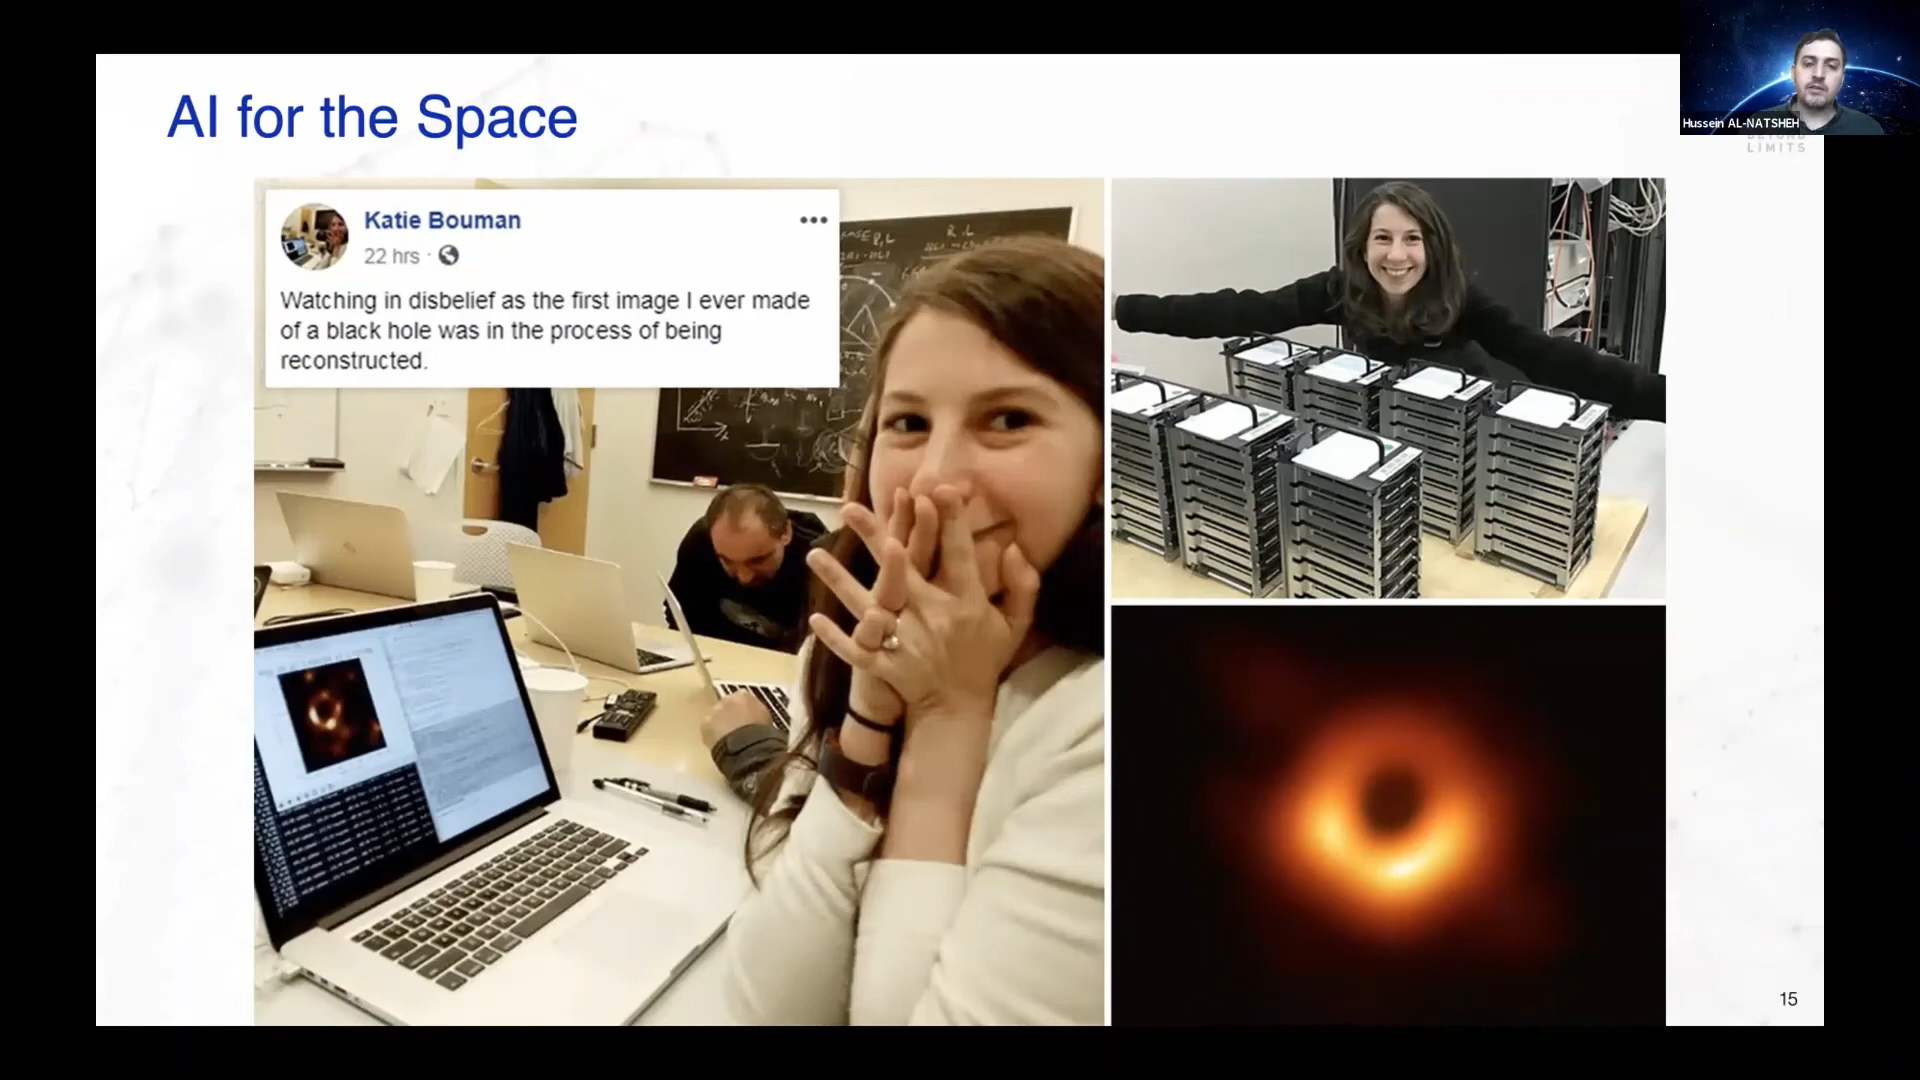 AI for the Space
Katie Bouman
22 hrs ·
Watching in disbelief as the first image I ever made
of a black hole was in the process of being
reconstructed.
Hussein AL-NATSHEH
BEYOND
LIMITS
15